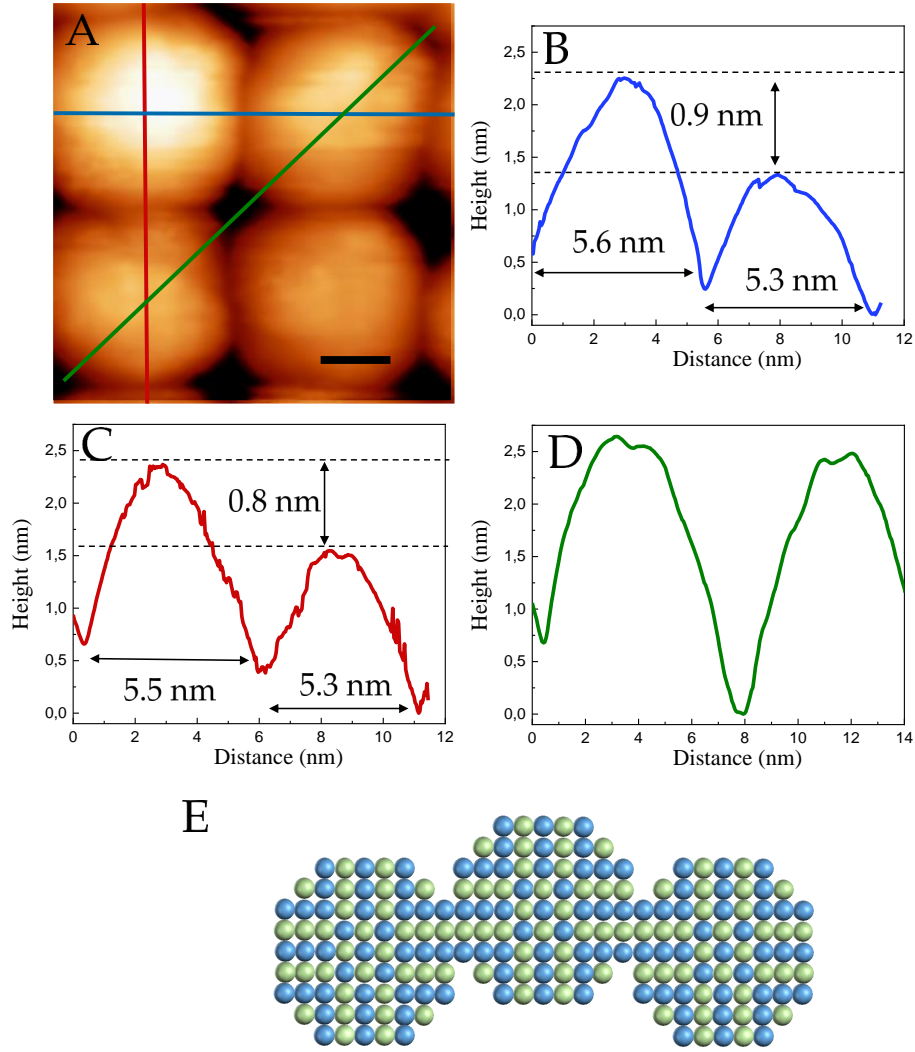 A
B
2,5
2,0
1,5
1,0
0,5
0,0
Height (nm)
0.9 nm
5.6 nm
5.3 nm
0 2 4 6 8 10 12
Distance (nm)
C
2,5
2,0
1,5
1,0
0,5
0,0
Height (nm)
0.8 nm
5.5 nm
5.3 nm
0 2 4 6 8 10 12
Distance (nm)
D
2,5
2,0
1,5
1,0
0,5
0,0
Height (nm)
0 2 4 6 8 10 12 14
Distance (nm)
E